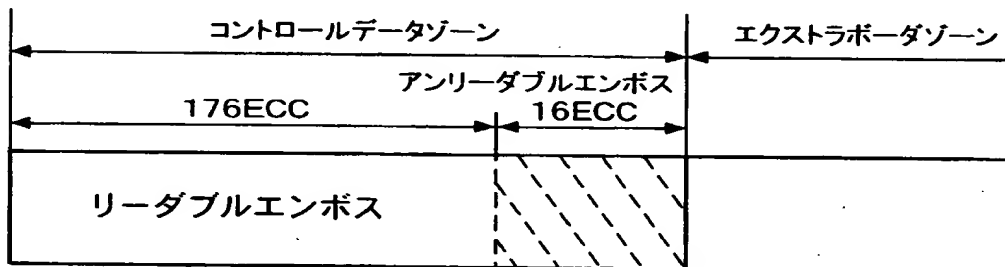 コントロールデータゾーン
エクストラボーダゾーン
アンリーダブルエンボス
176ECC
16ECC
リーダブルエンボス